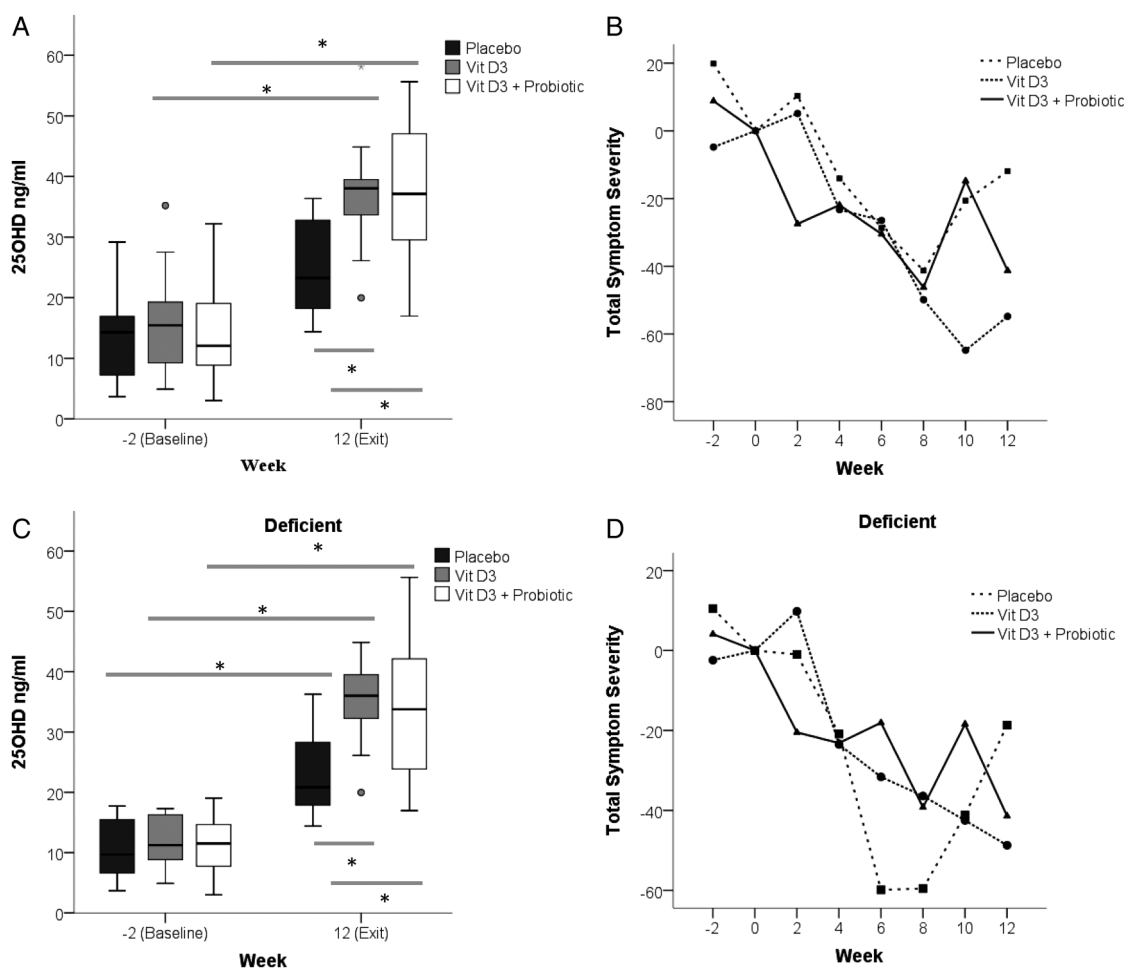 A
60
50
40
30
20
10
0
25OHD ng/ml
*
*
*
*
*
Placebo
Vit D3
Vit D3 + Probiotic
-2 (Baseline)
12 (Exit)
Week
B
20
0
-20
-40
-60
-80
Total Symptom Severity
Placebo
Vit D3
Vit D3 + Probiotic
-2 0 2 4 6 8 10 12
Week
C
Deficient
60
50
40
30
20
10
0
25OHD ng/ml
*
*
*
*
*
Placebo
Vit D3
Vit D3 + Probiotic
-2 (Baseline)
12 (Exit)
Week
D
Deficient
20
0
-20
-40
-60
Total Symptom Severity
Placebo
Vit D3
Vit D3 + Probiotic
-2 0 2 4 6 8 10 12
Week